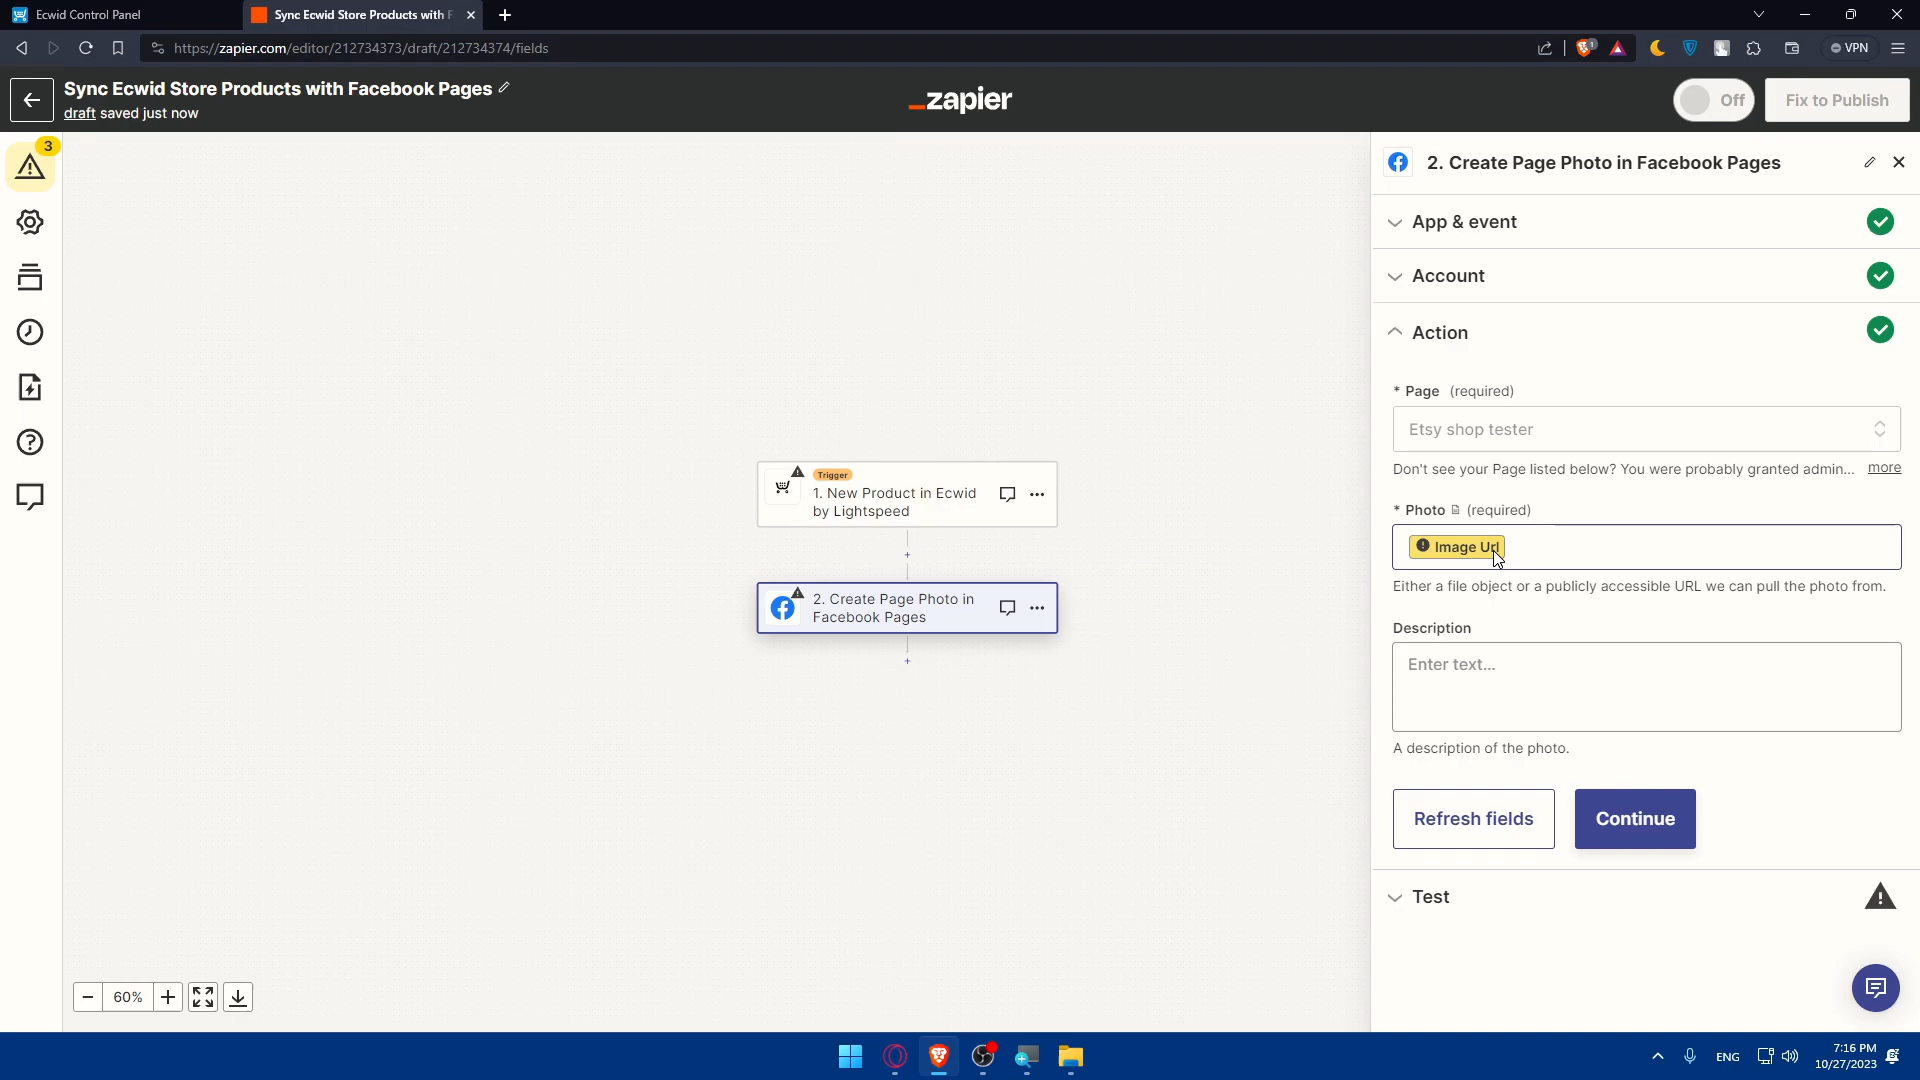 Ecwid Control Panel
Sync Ecwid Store Products with F
https://zapier.com/editor/212734373/draft/212734374/fields
1
VPN
Sync Ecwid Store Products with Facebook Pages
draft saved just now
_zapier
Off
Fix to Publish
3
2. Create Page Photo in Facebook Pages
App & event
Account
Action
* Page (required)
Etsy shop tester
Don't see your Page listed below? You were probably granted admin... more
* Photo (required)
Image Url
Either a file object or a publicly accessible URL we can pull the photo from.
Description
Enter text...
A description of the photo.
Refresh fields
Continue
Test
Trigger
1. New Product in Ecwid
by Lightspeed
+
2. Create Page Photo in
Facebook Pages
+
60%
ENG
7:16 PM
10/27/2023